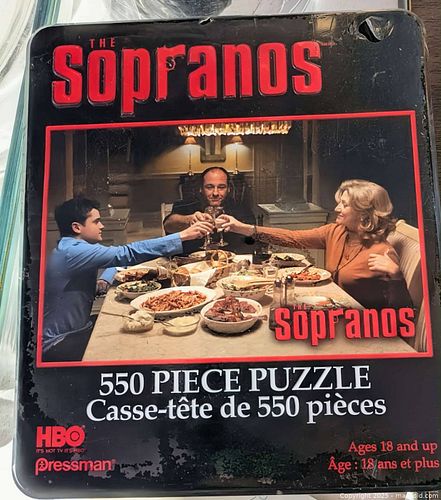 THE
Sopranos
THE
Sopranos
550 PIECE PUZZLE
Casse-tête de 550 pièces
HBO
IT'S NOT TV. IT'S HBO.
Pressman
Ages 18 and up
Âge : 18 ans et plus